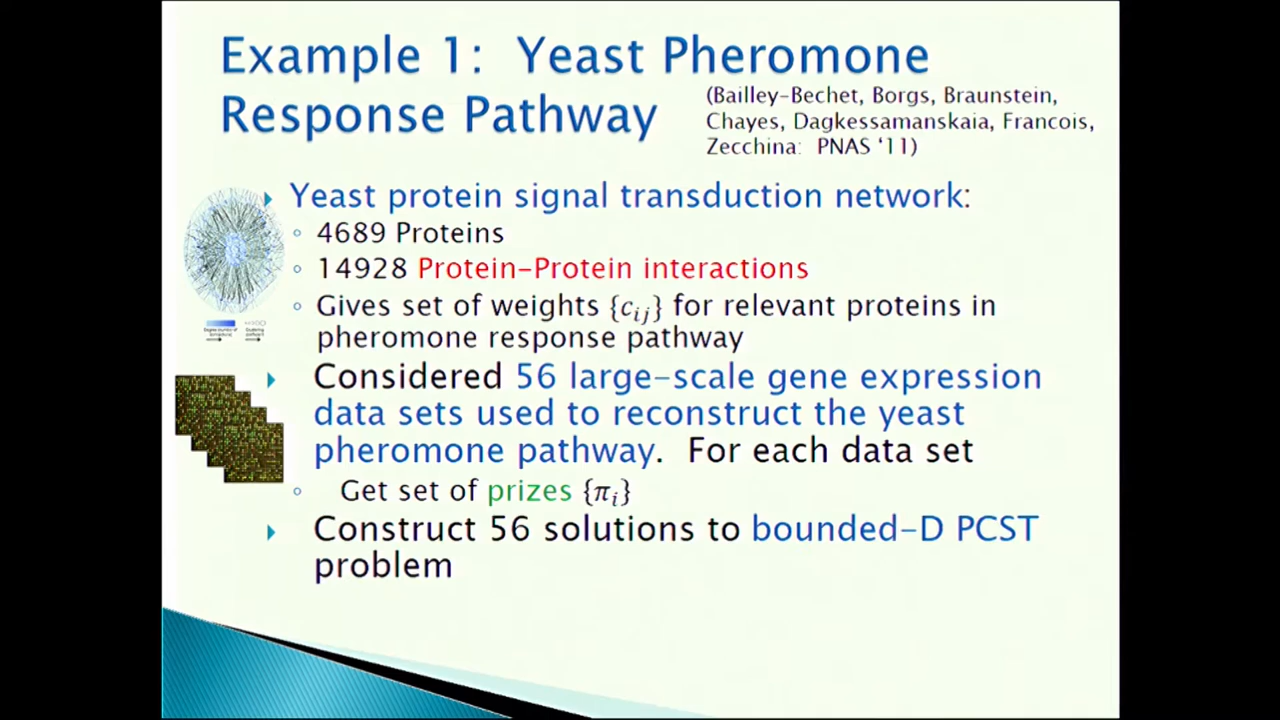 Example 1: Yeast Pheromone
Response Pathway
(Bailley-Bechet, Borgs, Braunstein,
Chayes, Dagkessamanskaia, Francois,
Zecchina: PNAS ‘11)
Yeast protein signal transduction network:
4689 Proteins
14928 Protein-Protein interactions
Gives set of weights {c_ij} for relevant proteins in
pheromone response pathway
Considered 56 large-scale gene expression
data sets used to reconstruct the yeast
pheromone pathway. For each data set
Get set of prizes {π_i}
Construct 56 solutions to bounded-D PCST
problem